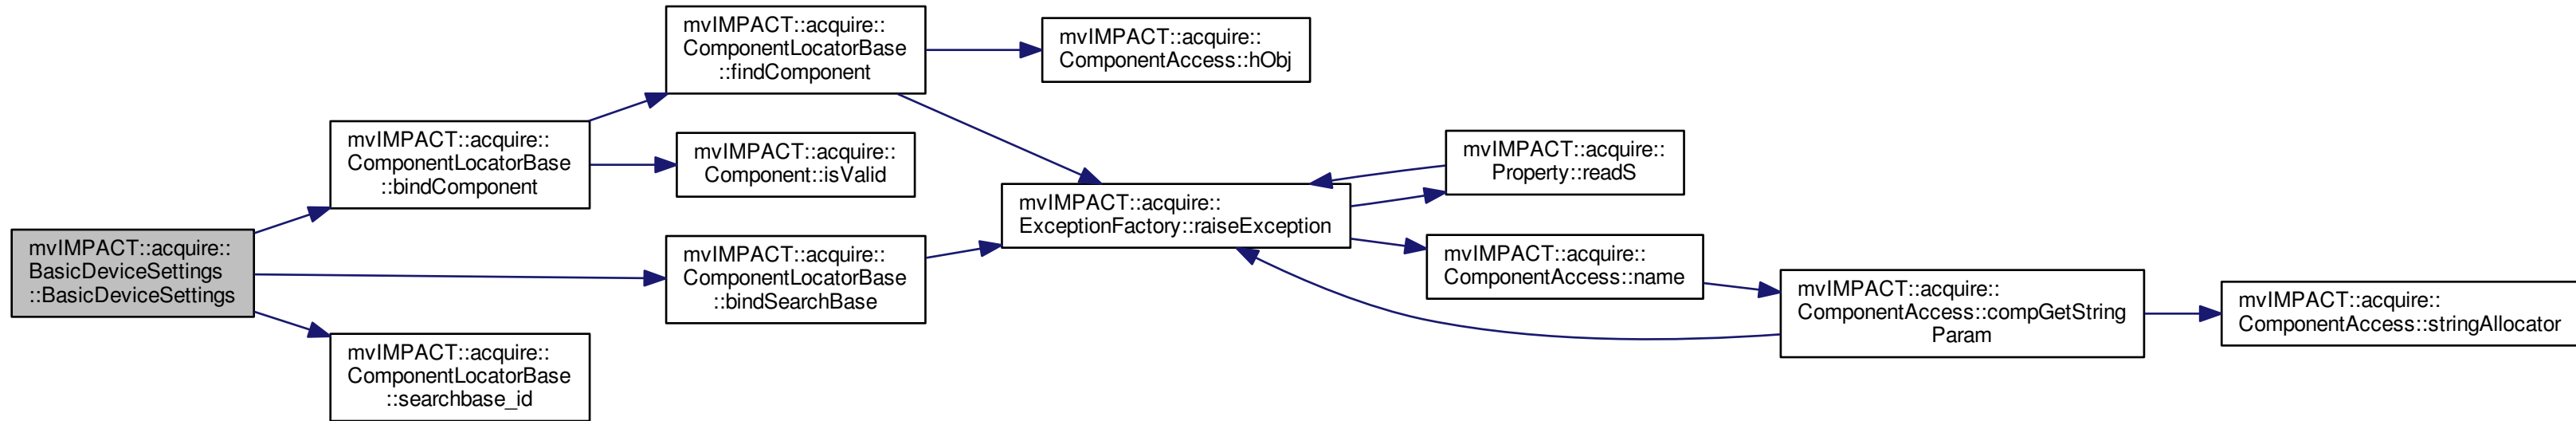 mvIMPACT::acquire::
BasicDeviceSettings
::BasicDeviceSettings
mvIMPACT::acquire::
ComponentLocatorBase
::bindComponent
mvIMPACT::acquire::
ComponentLocatorBase
::findComponent
mvIMPACT::acquire::
ComponentAccess::hObj
mvIMPACT::acquire::
Component::isValid
mvIMPACT::acquire::
ExceptionFactory::raiseException
mvIMPACT::acquire::
Property::readS
mvIMPACT::acquire::
ComponentAccess::name
mvIMPACT::acquire::
ComponentAccess::compGetString
Param
mvIMPACT::acquire::
ComponentAccess::stringAllocator
mvIMPACT::acquire::
ComponentLocatorBase
::bindSearchBase
mvIMPACT::acquire::
ComponentLocatorBase
::searchbase_id